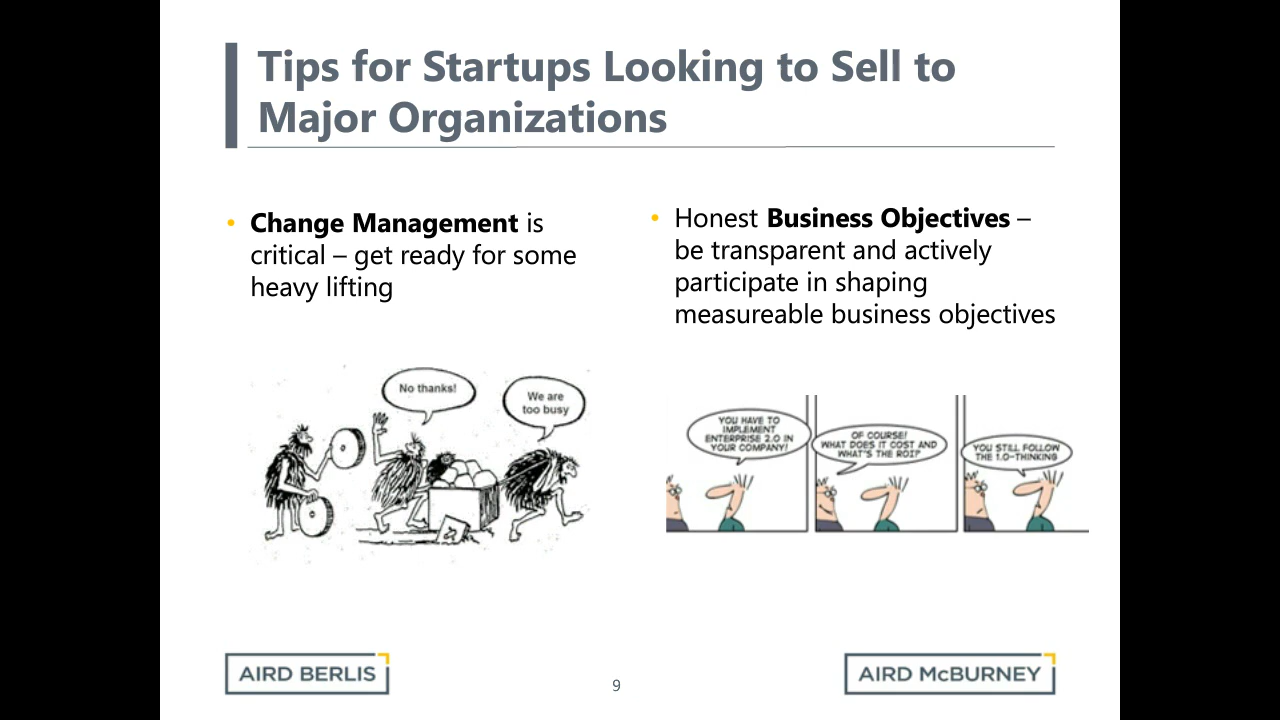 Tips for Startups Looking to Sell to
Major Organizations
• Change Management is
critical – get ready for some
heavy lifting
• Honest Business Objectives –
be transparent and actively
participate in shaping
measureable business objectives
No thanks!
We are
too busy
YOU HAVE TO
IMPLEMENT
ENTERPRISE 2.0 IN
YOUR COMPANY!
OF COURSE!
WHAT DOES IT COST AND
WHAT'S THE ROI?
YOU STILL FOLLOW
THE 1.0-THINKING
AIRD BERLIS
9
AIRD McBURNEY